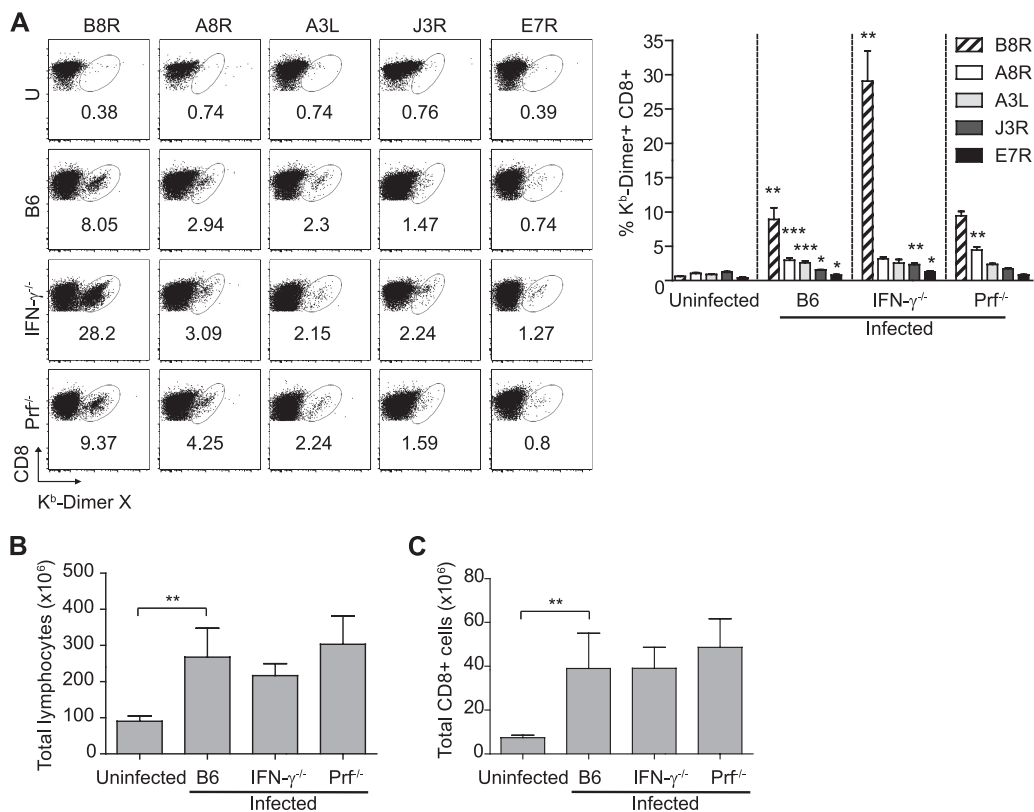 A
B8R A8R A3L J3R E7R
U
0.38 0.74 0.74 0.76 0.39
B6
8.05 2.94 2.3 1.47 0.74
IFN-γ-/-
28.2 3.09 2.15 2.24 1.27
Prf-/-
9.37 4.25 2.24 1.59 0.8
CD8
Kb-Dimer X
% Kb-Dimer+ CD8+
35
30
25
20
15
10
5
0
**
*** *** * *
**
** *
**
B8R
A8R
A3L
J3R
E7R
Uninfected B6 IFN-γ-/- Prf-/-
Infected
B
Total lymphocytes (x106)
500
400
300
200
100
0
**
Uninfected B6 IFN-γ-/- Prf-/-
Infected
C
Total CD8+ cells (x106)
80
60
40
20
0
**
Uninfected B6 IFN-γ-/- Prf-/-
Infected